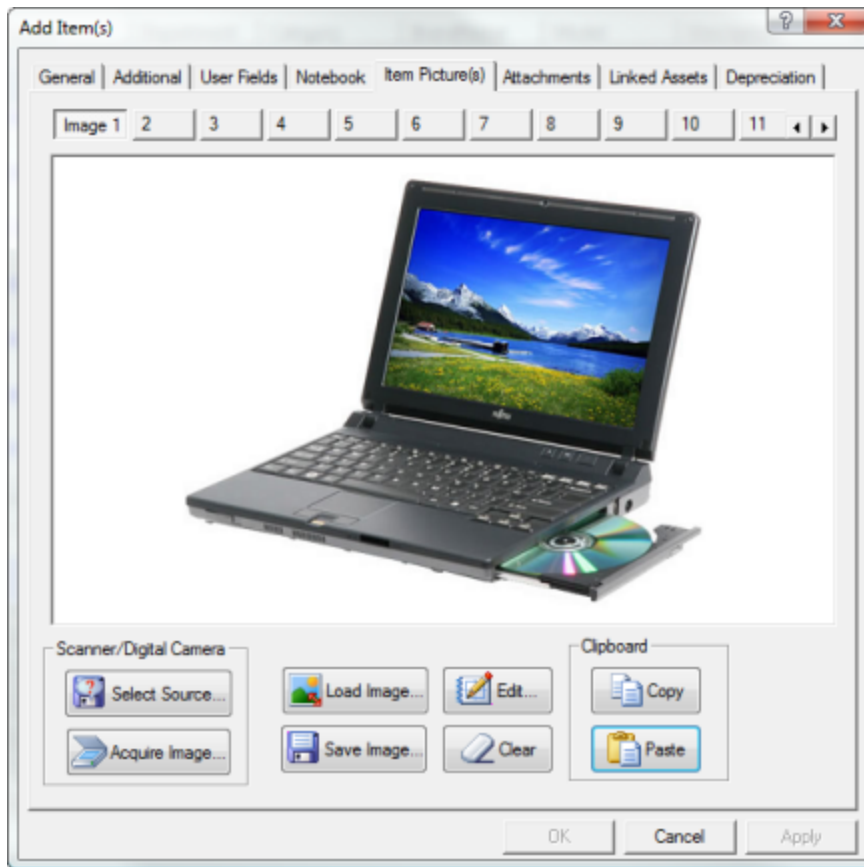 Add Item(s)
General Additional User Fields Notebook Item Picture(s) Attachments Linked Assets Depreciation
Image 1 2 3 4 5 6 7 8 9 10 11
FUJITSU
Scanner/Digital Camera Clipboard
Select Source... Load Image... Edit... Copy
Acquire Image... Save Image... Clear Paste
OK Cancel Apply